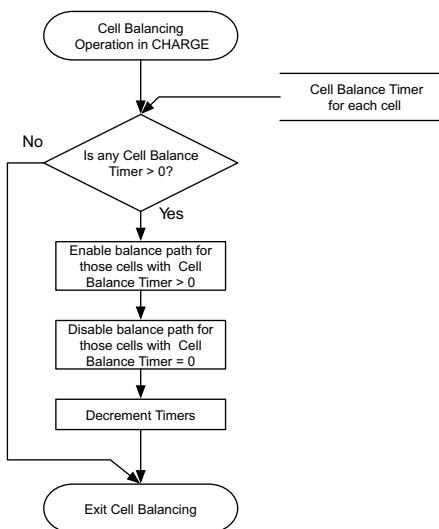 Cell Balancing
Operation in CHARGE
Cell Balance Timer
for each cell
No
Is any Cell Balance
Timer > 0?
Yes
Enable balance path for
those cells with Cell
Balance Timer > 0
Disable balance path for
those cells with Cell
Balance Timer = 0
Decrement Timers
Exit Cell Balancing